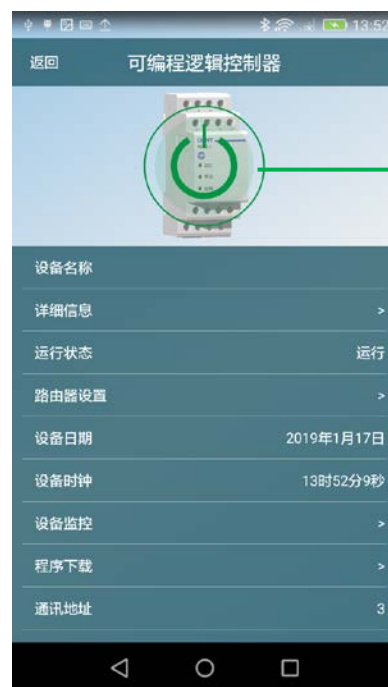 13:52
返回 可编程逻辑控制器
设备名称
详细信息 >
运行状态 运行
路由器设置 >
设备日期 2019年1月17日
设备时钟 13时52分9秒
设备监控 >
程序下载 >
通讯地址 3